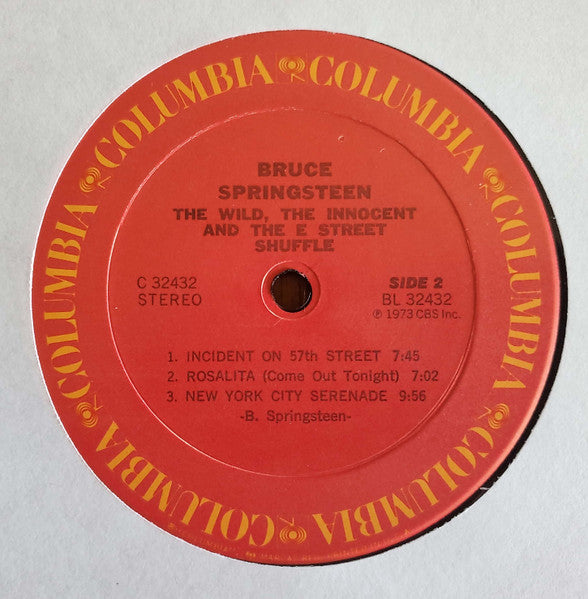 COLUMBIA COLUMBIA COLUMBIA COLUMBIA COLUMBIA COLUMBIA
BRUCE
SPRINGSTEEN
THE WILD, THE INNOCENT
AND THE E STREET
SHUFFLE
C 32432
STEREO
SIDE 2
BL 32432
℗ 1973 CBS Inc.
1. INCIDENT ON 57th STREET 7:45
2. ROSALITA (Come Out Tonight) 7:02
3. NEW YORK CITY SERENADE 9:56
-B. Springsteen-